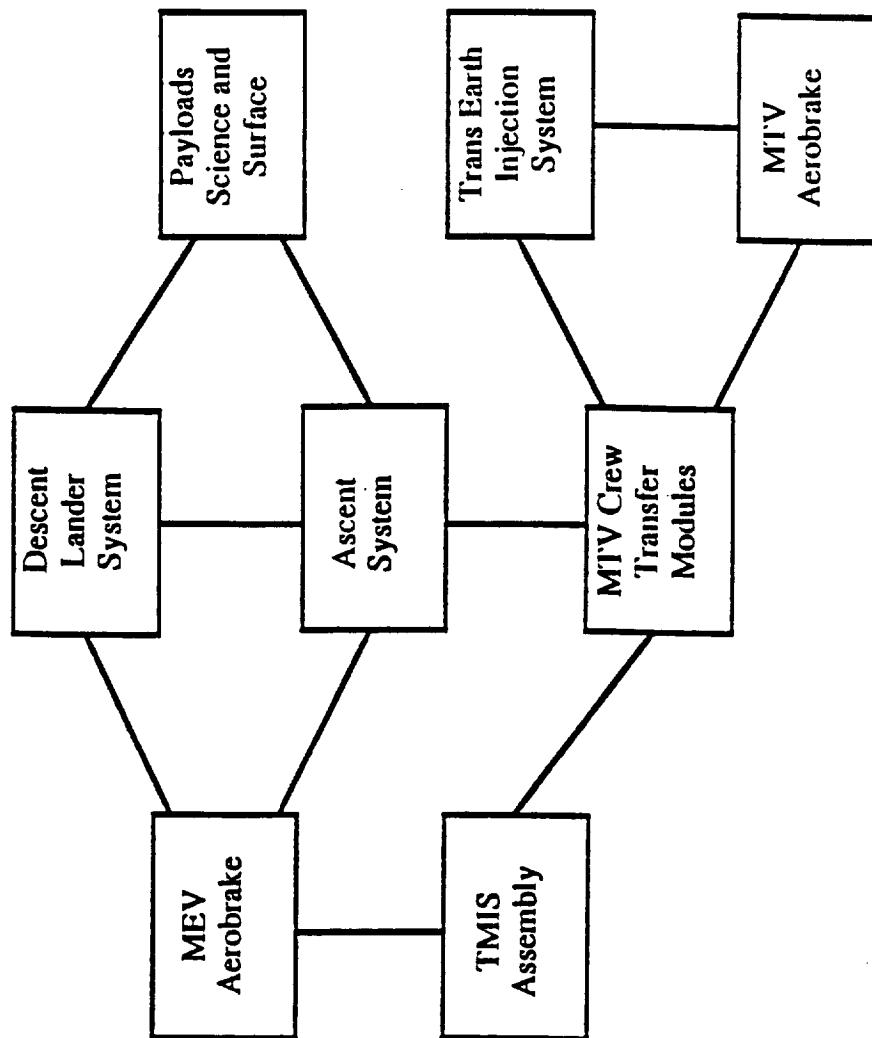 Descent
Lander
System
MEV
Aerobrake
Payloads
Science and
Surface
Ascent
System
TMIS
Assembly
Trans Earth
Injection
System
MTV Crew
Transfer
Modules
MTV
Aerobrake